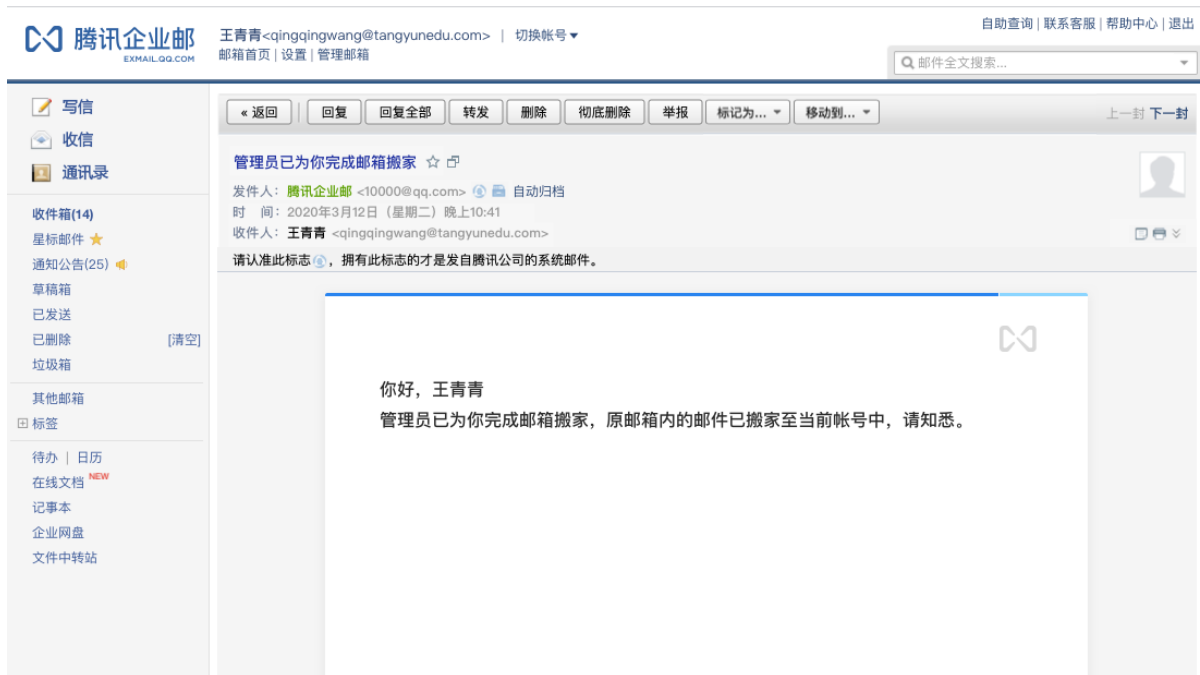 腾讯企业邮
EXMAIL.QQ.COM
王青青<qingqingwang@tangyunedu.com> | 切换帐号
邮箱首页 | 设置 | 管理邮箱
自助查询 | 联系客服 | 帮助中心 | 退出
邮件全文搜索...
写信
收信
通讯录
收件箱(14)
星标邮件
通知公告(25)
草稿箱
已发送
已删除 [清空]
垃圾箱
其他邮箱
标签
待办 | 日历
在线文档 NEW
记事本
企业网盘
文件中转站
« 返回 回复 回复全部 转发 删除 彻底删除 举报 标记为... 移动到... 上一封 下一封
管理员已为你完成邮箱搬家
发件人：腾讯企业邮 <10000@qq.com> 自动归档
时 间：2020年3月12日（星期二）晚上10:41
收件人：王青青 <qingqingwang@tangyunedu.com>
请认准此标志，拥有此标志的才是发自腾讯公司的系统邮件。
你好，王青青
管理员已为你完成邮箱搬家，原邮箱内的邮件已搬家至当前帐号中，请知悉。